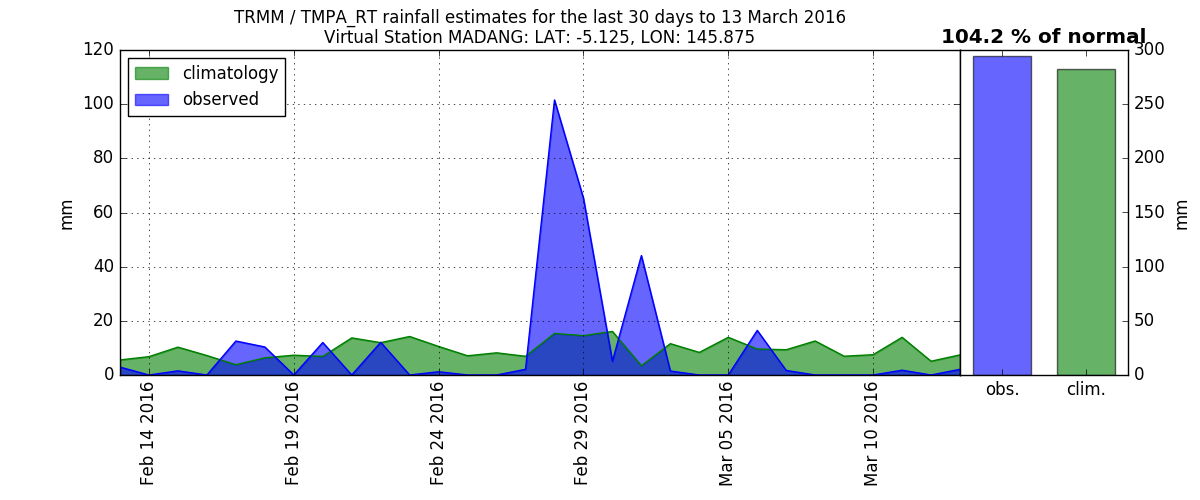 TRMM / TMPA_RT rainfall estimates for the last 30 days to 13 March 2016
Virtual Station MADANG: LAT: -5.125, LON: 145.875
104.2 % of normal
climatology
observed
120
100
80
60
40
20
0
mm
Feb 14 2016
Feb 19 2016
Feb 24 2016
Feb 29 2016
Mar 05 2016
Mar 10 2016
300
250
200
150
100
50
0
mm
obs.
clim.